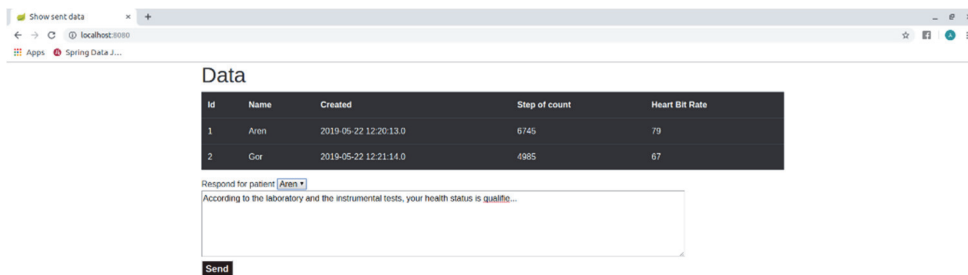 Show sent data
localhost:8080
Apps Spring Data J...
Data
Id Name Created Step of count Heart Bit Rate
1 Aren 2019-05-22 12:20:13.0 6745 79
2 Gor 2019-05-22 12:21:14.0 4985 67
Respond for patient Aren
According to the laboratory and the instrumental tests, your health status is qualifie...
Send